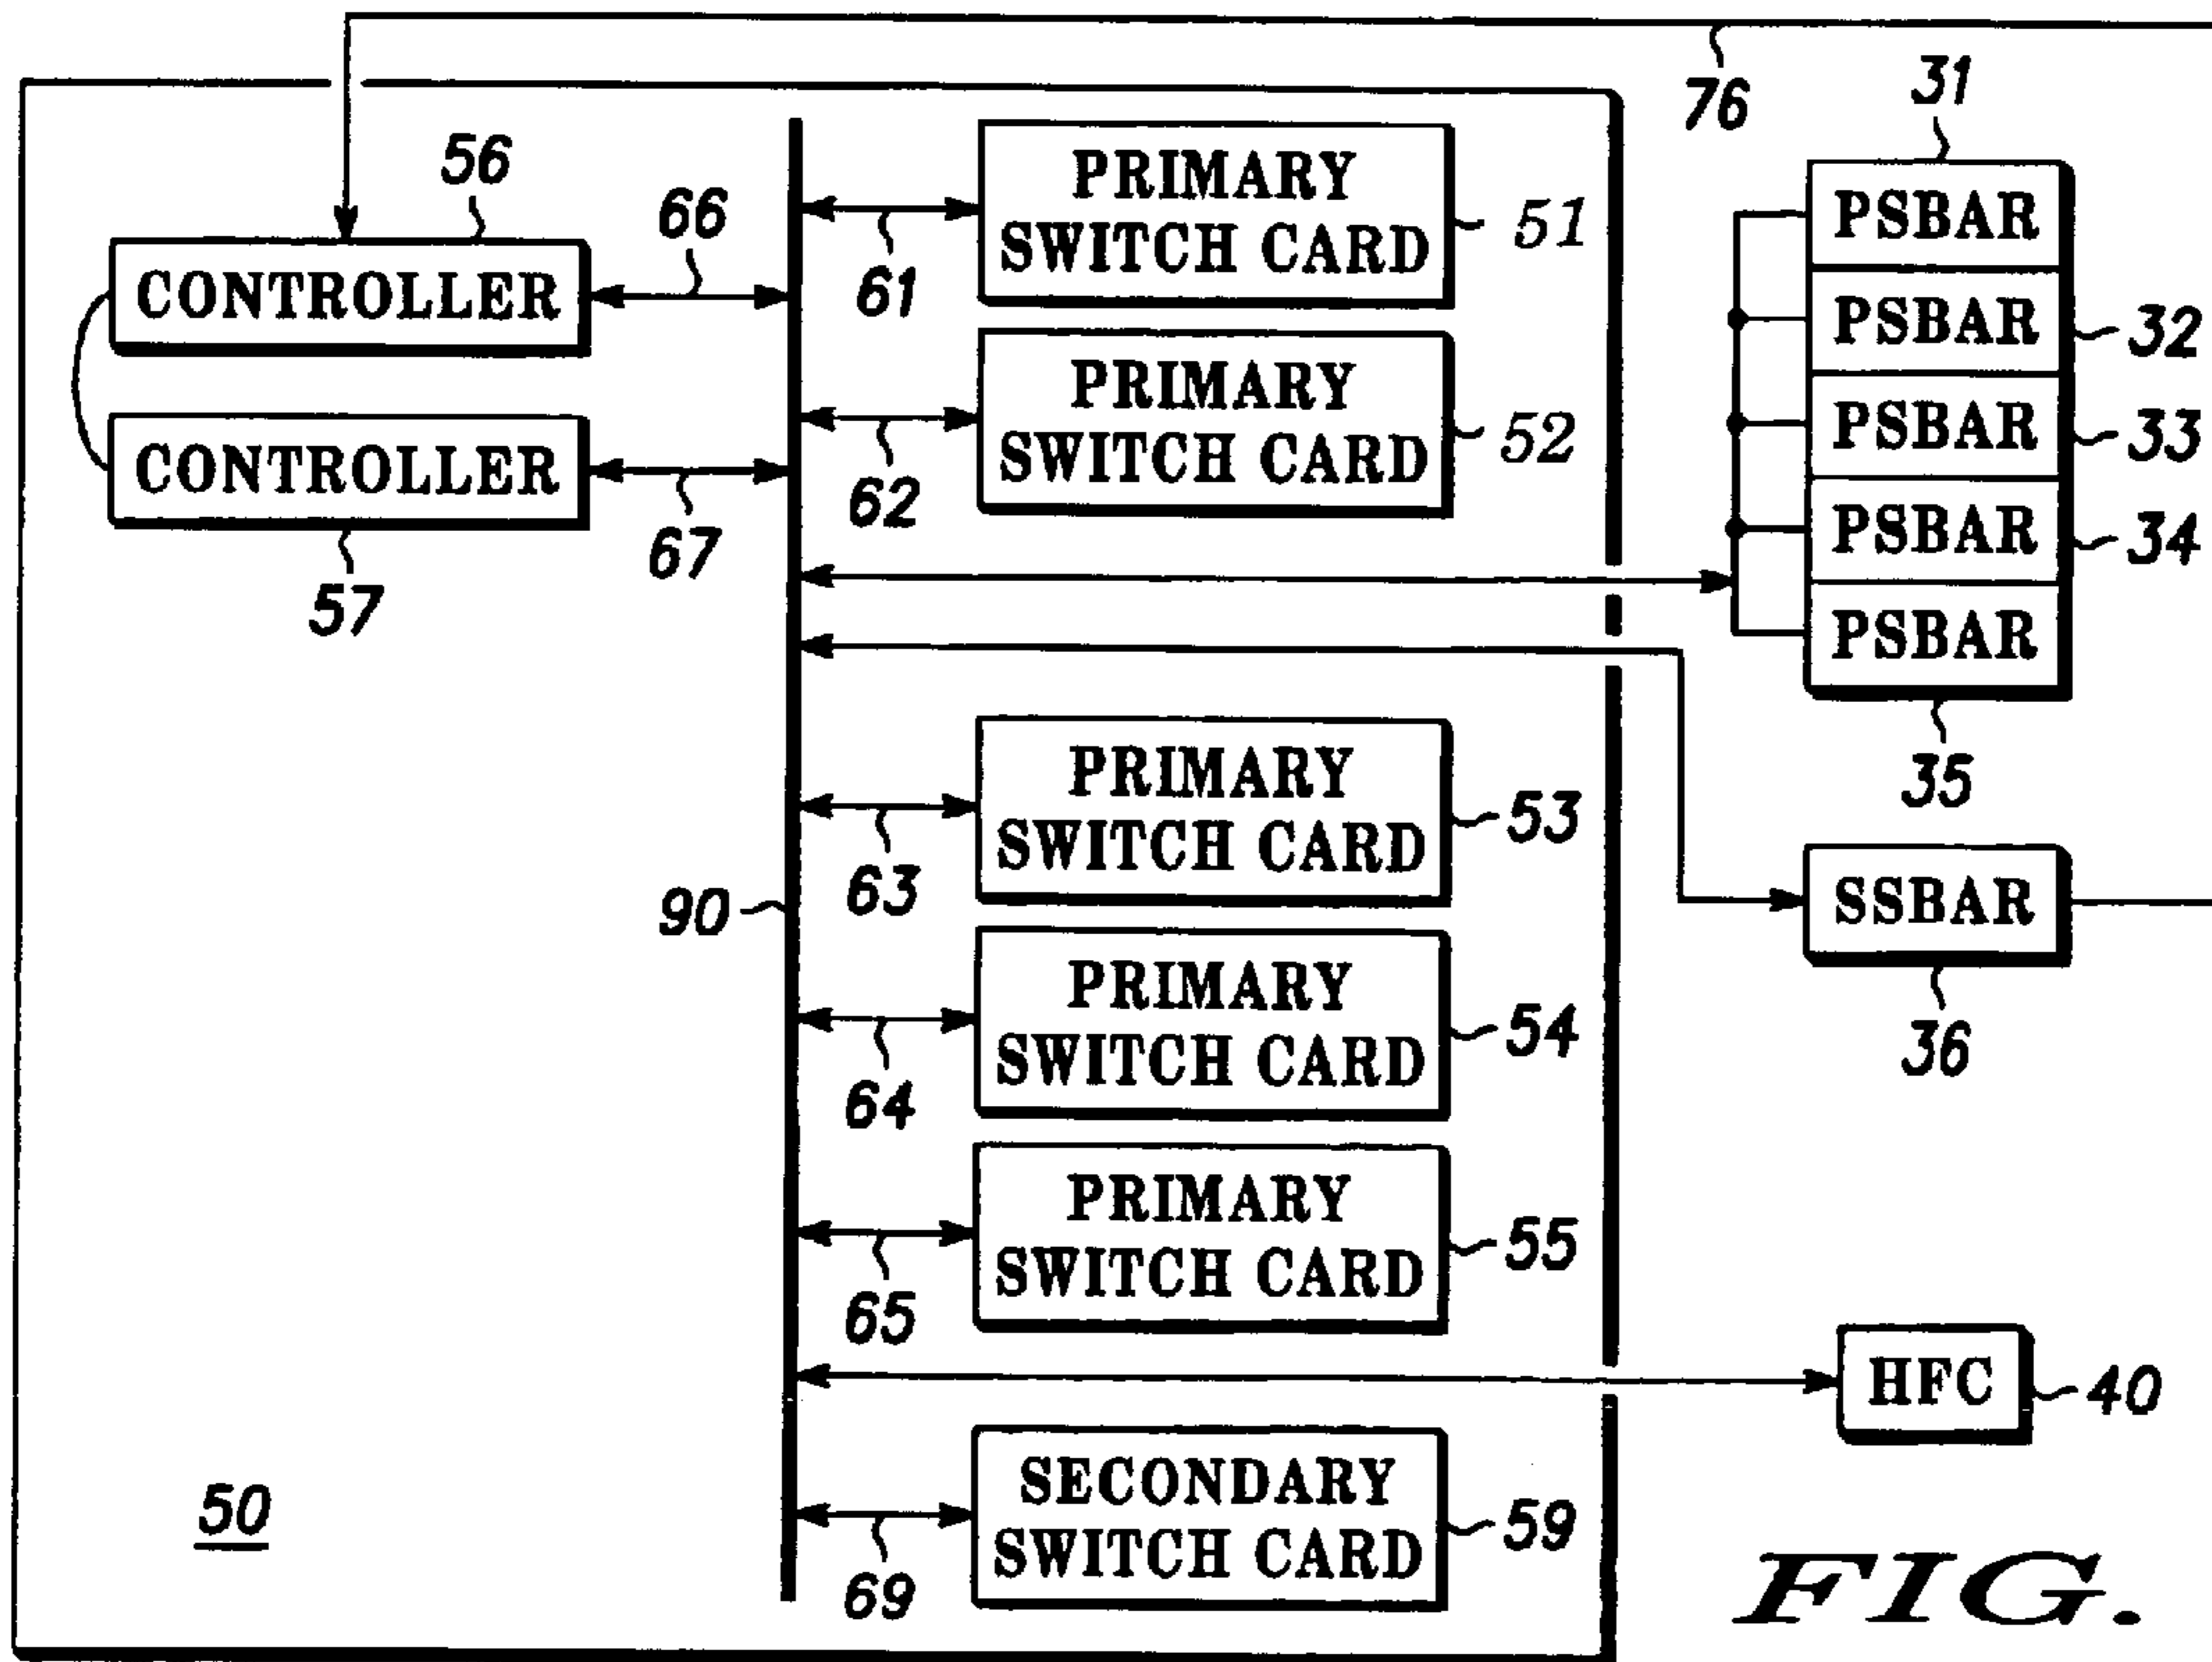 76
31
56
PRIMARY
SWITCH CARD
51
PSBAR
66
CONTROLLER
61
PSBAR
32
PRIMARY
SWITCH CARD
52
PSBAR
33
CONTROLLER
62
67
PSBAR
34
57
PSBAR
35
PRIMARY
SWITCH CARD
53
63
90
SSBAR
36
PRIMARY
SWITCH CARD
54
64
PRIMARY
SWITCH CARD
55
65
HFC
40
SECONDARY
SWITCH CARD
59
69
50
FIG.